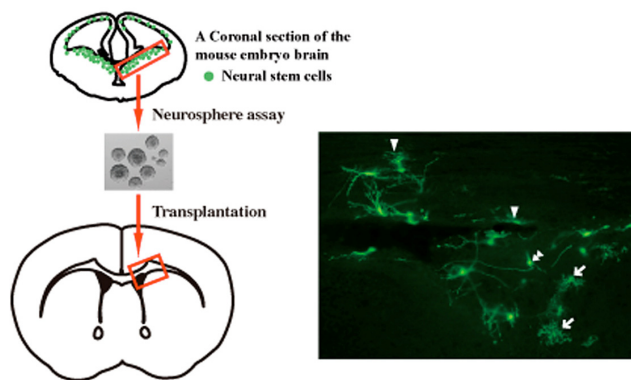 A Coronal section of the
mouse embryo brain
Neural stem cells
Neurosphere assay
Transplantation